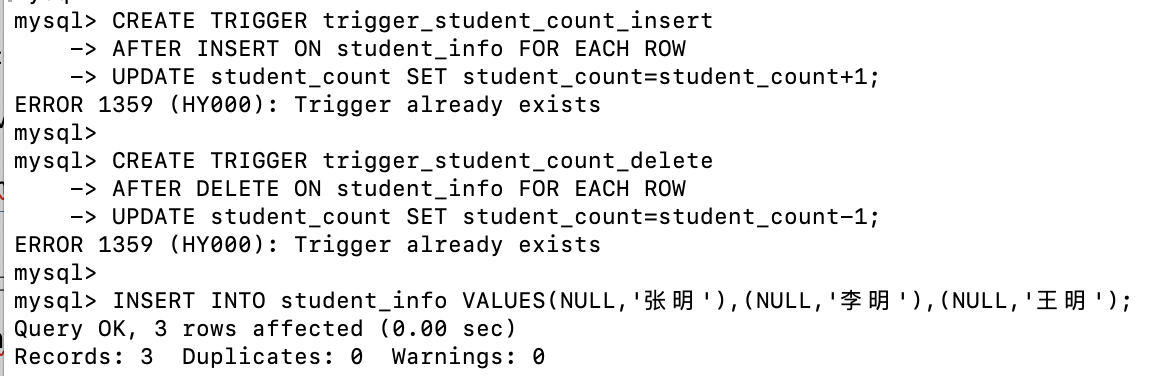 mysql> CREATE TRIGGER trigger_student_count_insert
    -> AFTER INSERT ON student_info FOR EACH ROW
    -> UPDATE student_count SET student_count=student_count+1;
ERROR 1359 (HY000): Trigger already exists
mysql>
mysql> CREATE TRIGGER trigger_student_count_delete
    -> AFTER DELETE ON student_info FOR EACH ROW
    -> UPDATE student_count SET student_count=student_count-1;
ERROR 1359 (HY000): Trigger already exists
mysql>
mysql> INSERT INTO student_info VALUES(NULL,'张明'),(NULL,'李明'),(NULL,'王明');
Query OK, 3 rows affected (0.00 sec)
Records: 3  Duplicates: 0  Warnings: 0